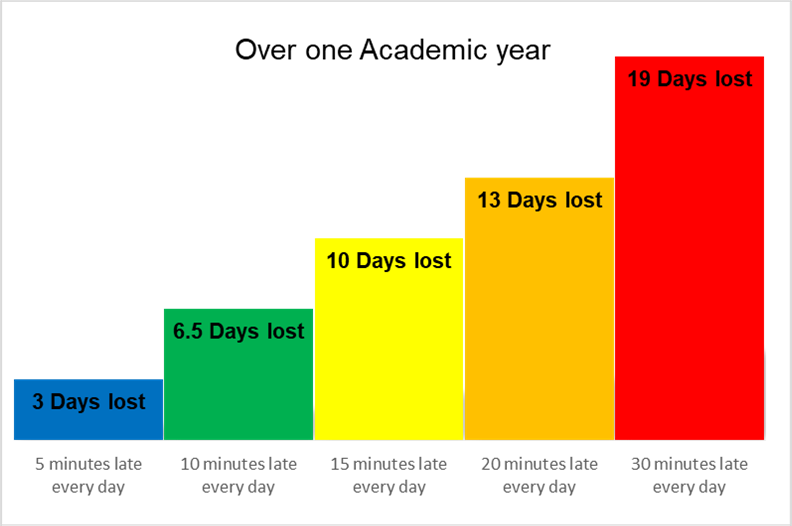 Over one Academic year
19 Days lost
13 Days lost
10 Days lost
6.5 Days lost
3 Days lost
5 minutes late
every day
10 minutes late
every day
15 minutes late
every day
20 minutes late
every day
30 minutes late
every day